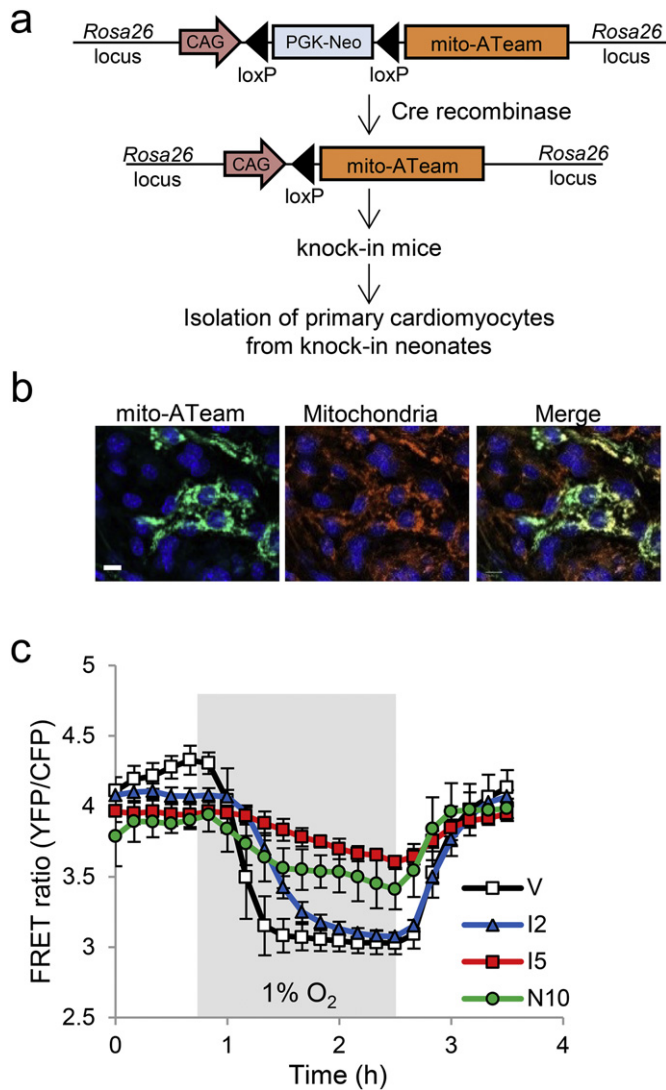 a
Rosa26
locus
CAG
loxP
PGK-Neo
loxP
mito-ATeam
Rosa26
locus
Cre recombinase
Rosa26
locus
CAG
loxP
mito-ATeam
Rosa26
locus
knock-in mice
Isolation of primary cardiomyocytes
from knock-in neonates
b
mito-ATeam
Mitochondria
Merge
c
FRET ratio (YFP/CFP)
5
4.5
4
3.5
3
2.5
1% O₂
V
I2
I5
N10
0
1
2
3
4
Time (h)